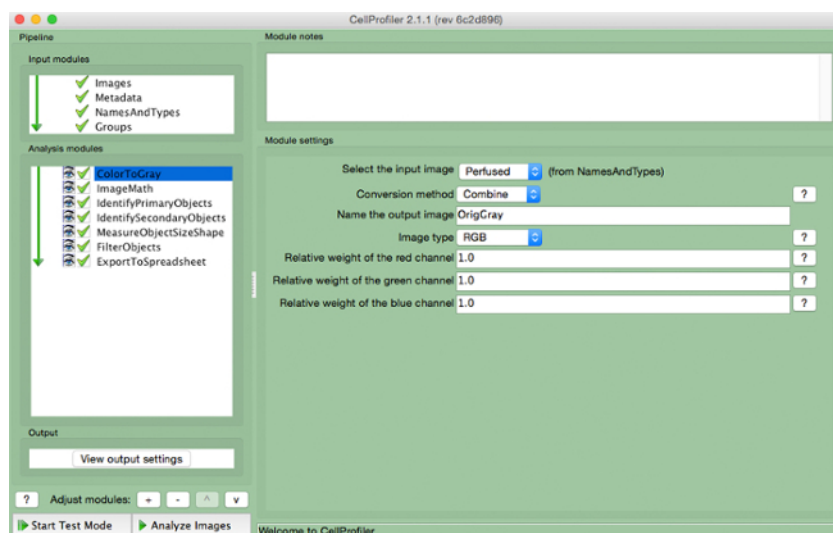 CellProfiler 2.1.1 (rev 6c2d896)
Pipeline
Input modules
Images
Metadata
NamesAndTypes
Groups
Analysis modules
ColorToGray
ImageMath
IdentifyPrimaryObjects
IdentifySecondaryObjects
MeasureObjectSizeShape
FilterObjects
ExportToSpreadsheet
Output
View output settings
? Adjust modules: + - ^ v
Start Test Mode Analyze Images
Module notes
Module settings
Select the input image Perfused (from NamesAndTypes)
Conversion method Combine ?
Name the output image OrigGray
Image type RGB ?
Relative weight of the red channel 1.0 ?
Relative weight of the green channel 1.0 ?
Relative weight of the blue channel 1.0 ?
Welcome to CellProfiler